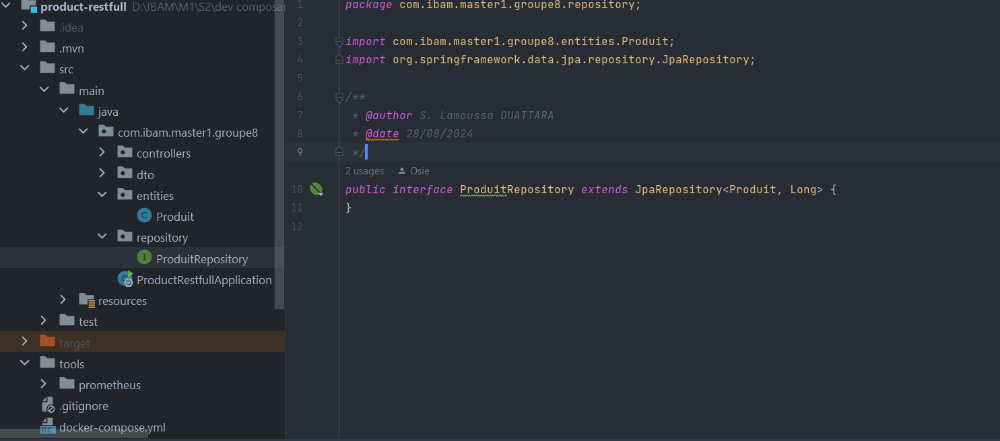 product-restfull D:\IBAM\M1\S2\dev composa
.idea
.mvn
src
main
java
com.ibam.master1.groupe8
controllers
dto
entities
Produit
repository
ProduitRepository
ProductRestfullApplication
resources
test
target
tools
prometheus
.gitignore
docker-compose.yml
1 package com.ibam.master1.groupe8.repository;
2
3 import com.ibam.master1.groupe8.entities.Produit;
4 import org.springframework.data.jpa.repository.JpaRepository;
5
6 /**
7 * @author S. Lamoussa OUATTARA
8 * @date 28/08/2024
9 */
2 usages Osie
10 public interface ProduitRepository extends JpaRepository<Produit, Long> {
11 }
12